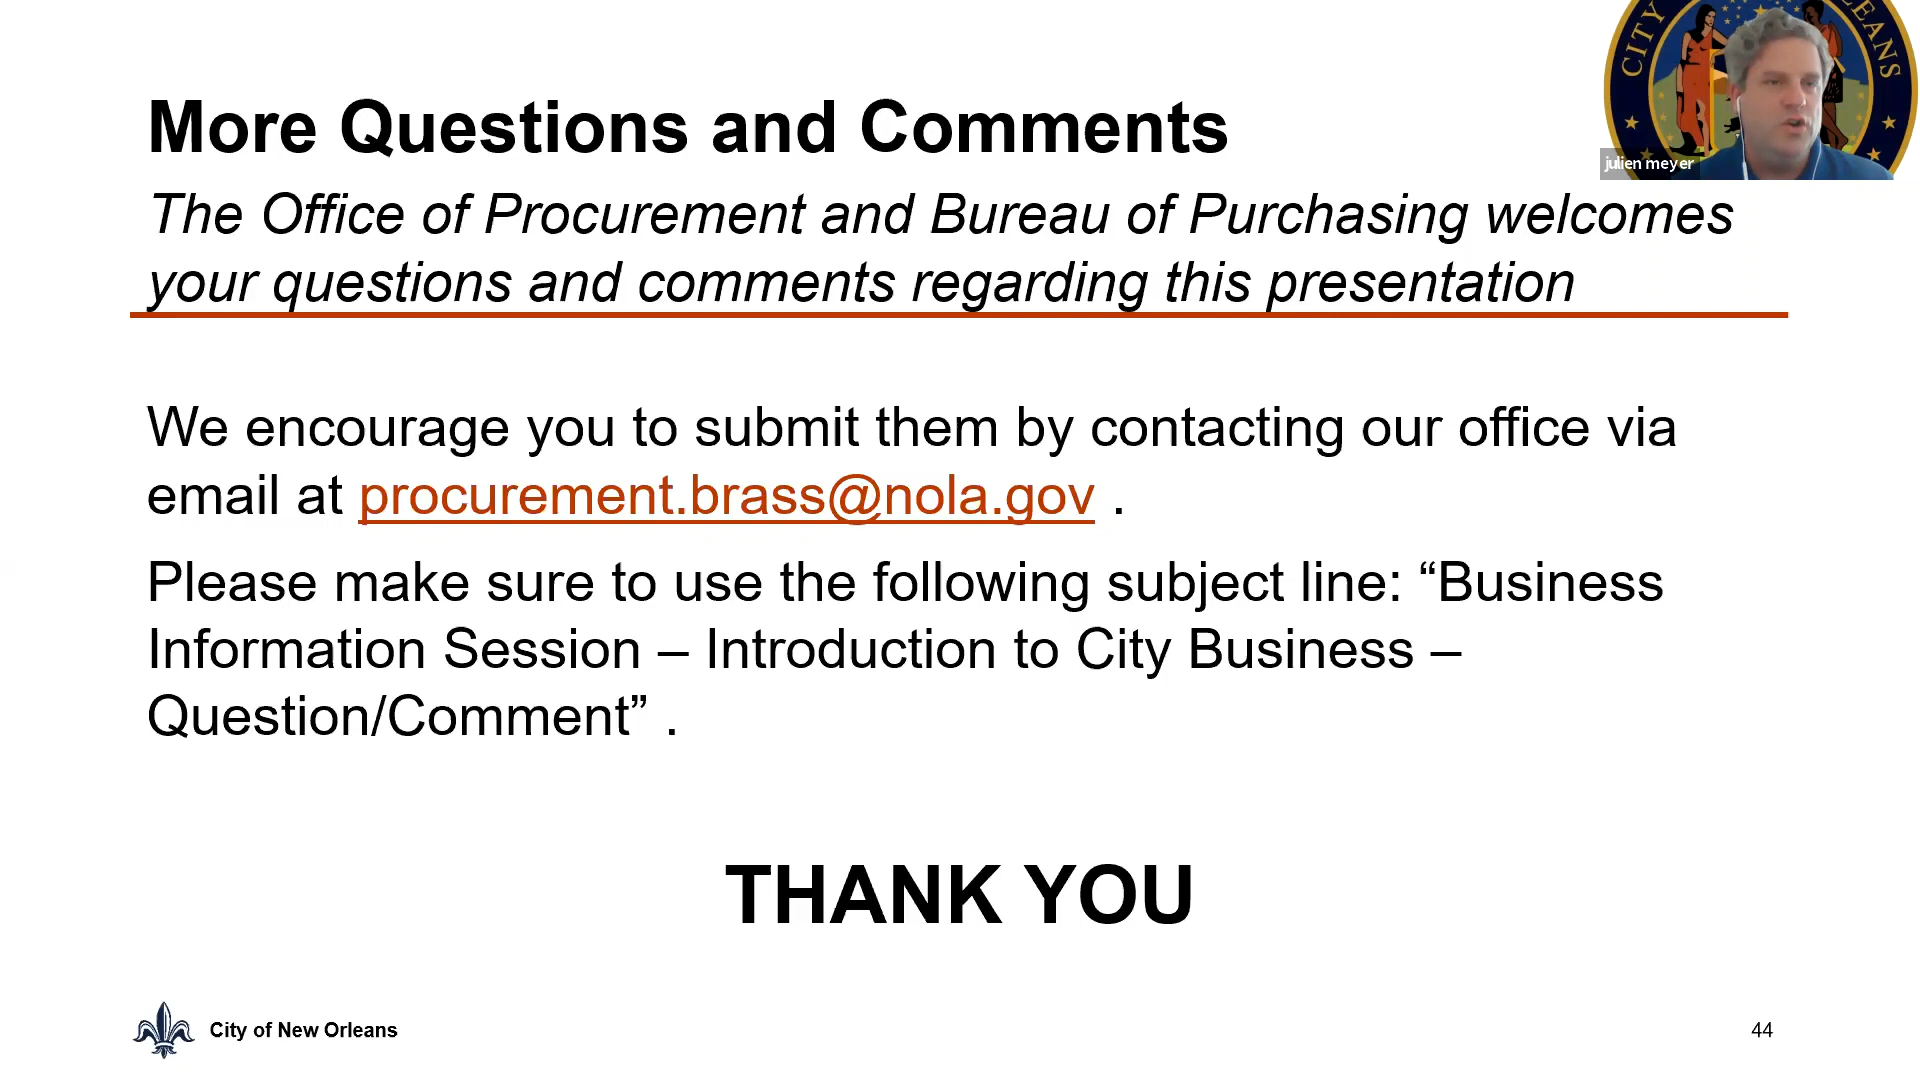 CITY
LEANS
julien meyer
More Questions and Comments
The Office of Procurement and Bureau of Purchasing welcomes
your questions and comments regarding this presentation
We encourage you to submit them by contacting our office via
email at procurement.brass@nola.gov .
Please make sure to use the following subject line: “Business
Information Session – Introduction to City Business –
Question/Comment” .
THANK YOU
City of New Orleans
44